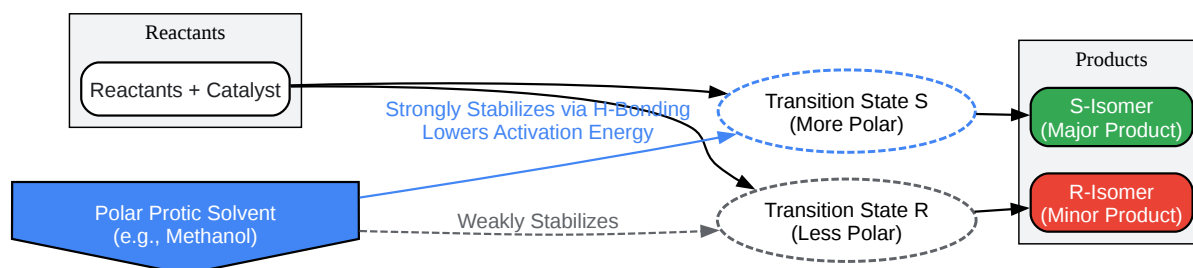 Reactants
Reactants + Catalyst
Strongly Stabilizes via H-Bonding
Lowers Activation Energy
Polar Protic Solvent
(e.g., Methanol)
Weakly Stabilizes
Transition State S
(More Polar)
Transition State R
(Less Polar)
Products
S-Isomer
(Major Product)
R-Isomer
(Minor Product)